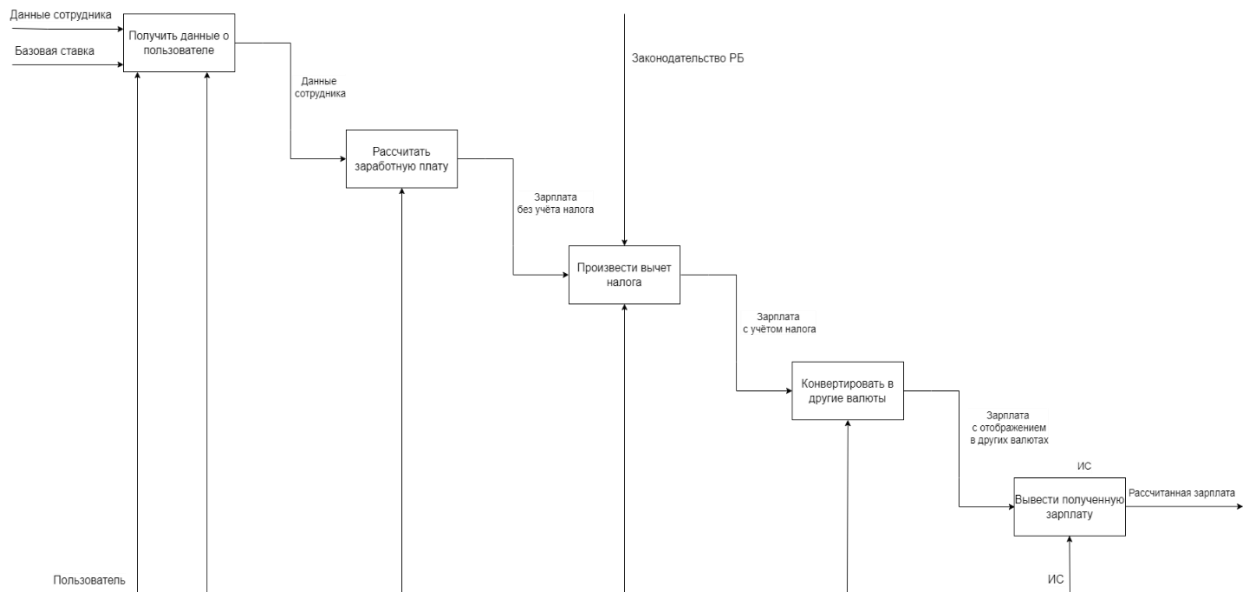 Данные сотрудника
Базовая ставка
Получить данные о
пользователе
Законодательство РБ
Данные
сотрудника
Рассчитать
заработную плату
Зарплата
без учёта налога
Произвести вычет
налога
Зарплата
с учётом налога
Конвертировать в
другие валюты
Зарплата
с отображением
в других валютах
ИС
Вывести полученную
зарплату
Рассчитанная зарплата
Пользователь
ИС